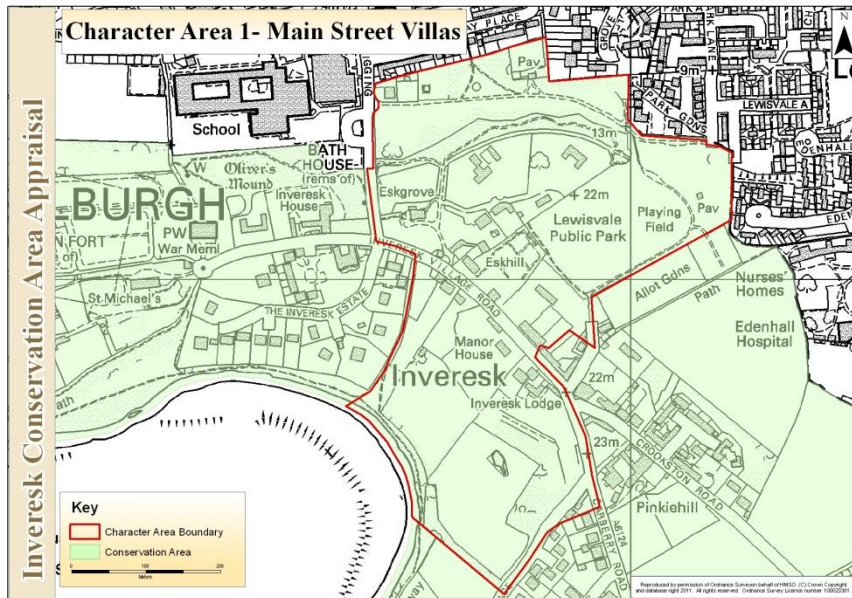 Character Area 1- Main Street Villas
Inveresk Conservation Area Appraisal
PLACE
GROVE
PARK LANE
9m
PARK GDNS
LEWISVALE A
School
Pav
13m
BATH
HOUSE
(rems of)
W
Oliver's
Mound
Inveresk
House
Eskgrove
22m
Lewisvale
Public Park
Playing
Field
Pav
PW
War Meml
INVERESK VILLAGE ROAD
Eskhill
Allot Gdns
Path
Nurses'
Homes
St Michael's
THE INVERESK ESTATE
Edenhall
Hospital
Manor
House
Inveresk
22m
Inveresk Lodge
23m
CROOKSTON ROAD
Pinkiehill
CARBERRY ROAD
A6124
Key
Character Area Boundary
Conservation Area
0
100
200
Meters
Reproduced by permission of Ordnance Survey on behalf of HMSO. (C) Crown Copyright
and database right 2011. All rights reserved. Ordnance Survey Licence number 100023381.